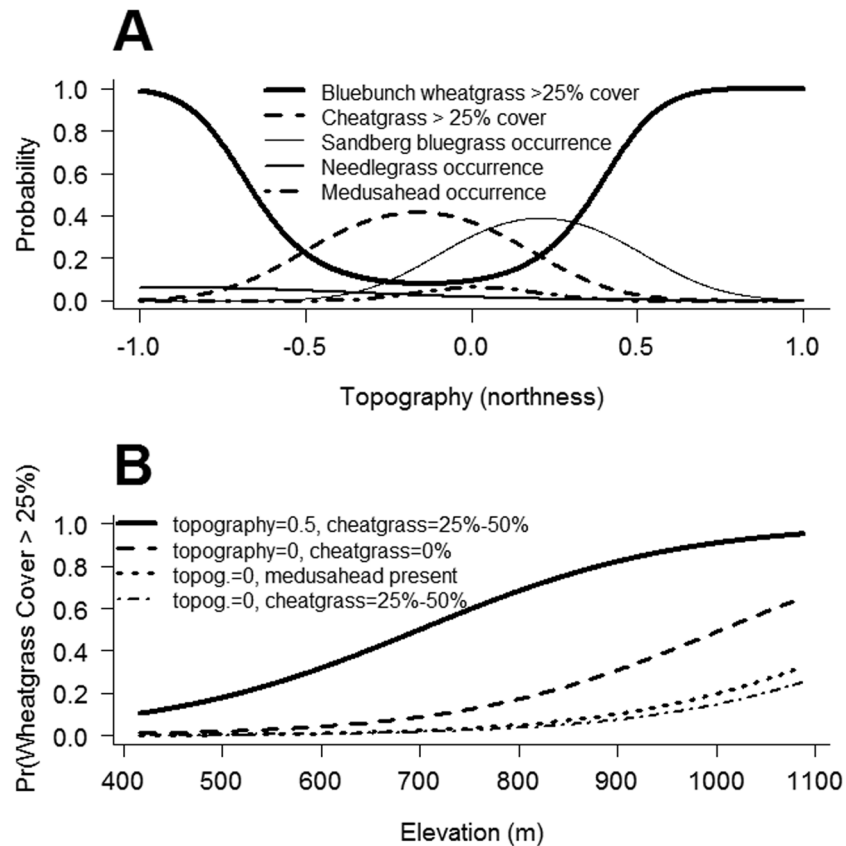 A
Probability
1.0
0.8
0.6
0.4
0.2
0.0
Bluebunch wheatgrass >25% cover
Cheatgrass > 25% cover
Sandberg bluegrass occurrence
Needlegrass occurrence
Medusahead occurrence
-1.0 -0.5 0.0 0.5 1.0
Topography (northness)
B
Pr(Wheatgrass Cover > 25%)
1.0
0.8
0.6
0.4
0.2
0.0
topography=0.5, cheatgrass=25%-50%
topography=0, cheatgrass=0%
topog.=0, medusahead present
topog.=0, cheatgrass=25%-50%
400 500 600 700 800 900 1000 1100
Elevation (m)